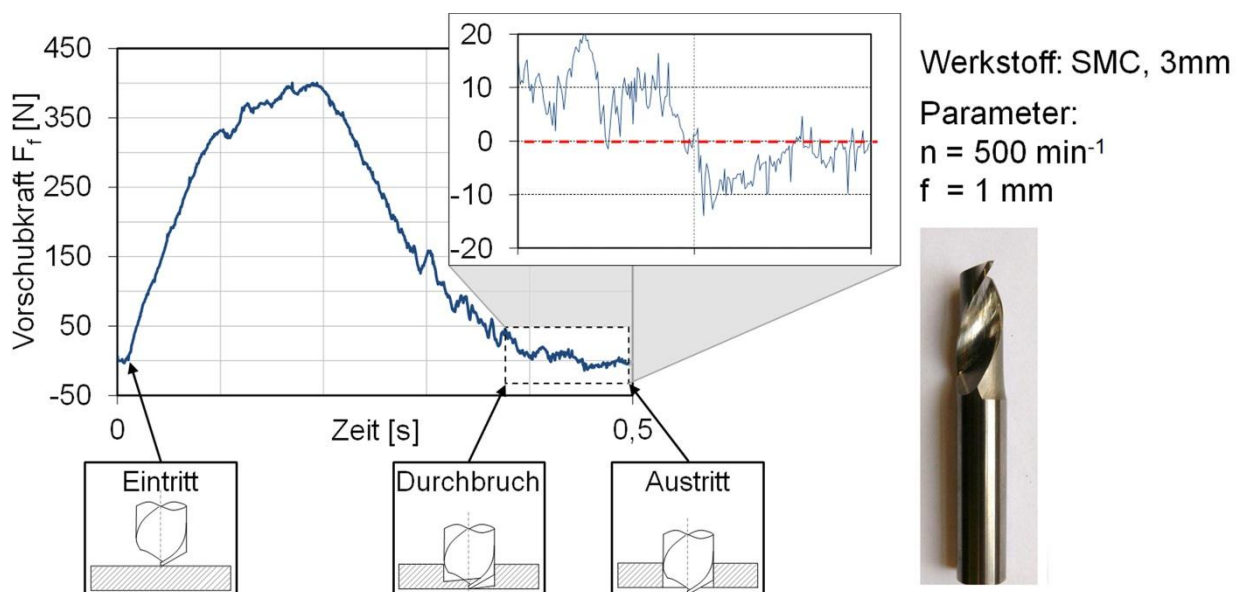 450
350
250
150
50
-50
Vorschubkraft Ff [N]
0
Zeit [s]
0,5
20
10
0
-10
-20
Werkstoff: SMC, 3mm
Parameter:
n = 500 min-1
f = 1 mm
Eintritt
Durchbruch
Austritt